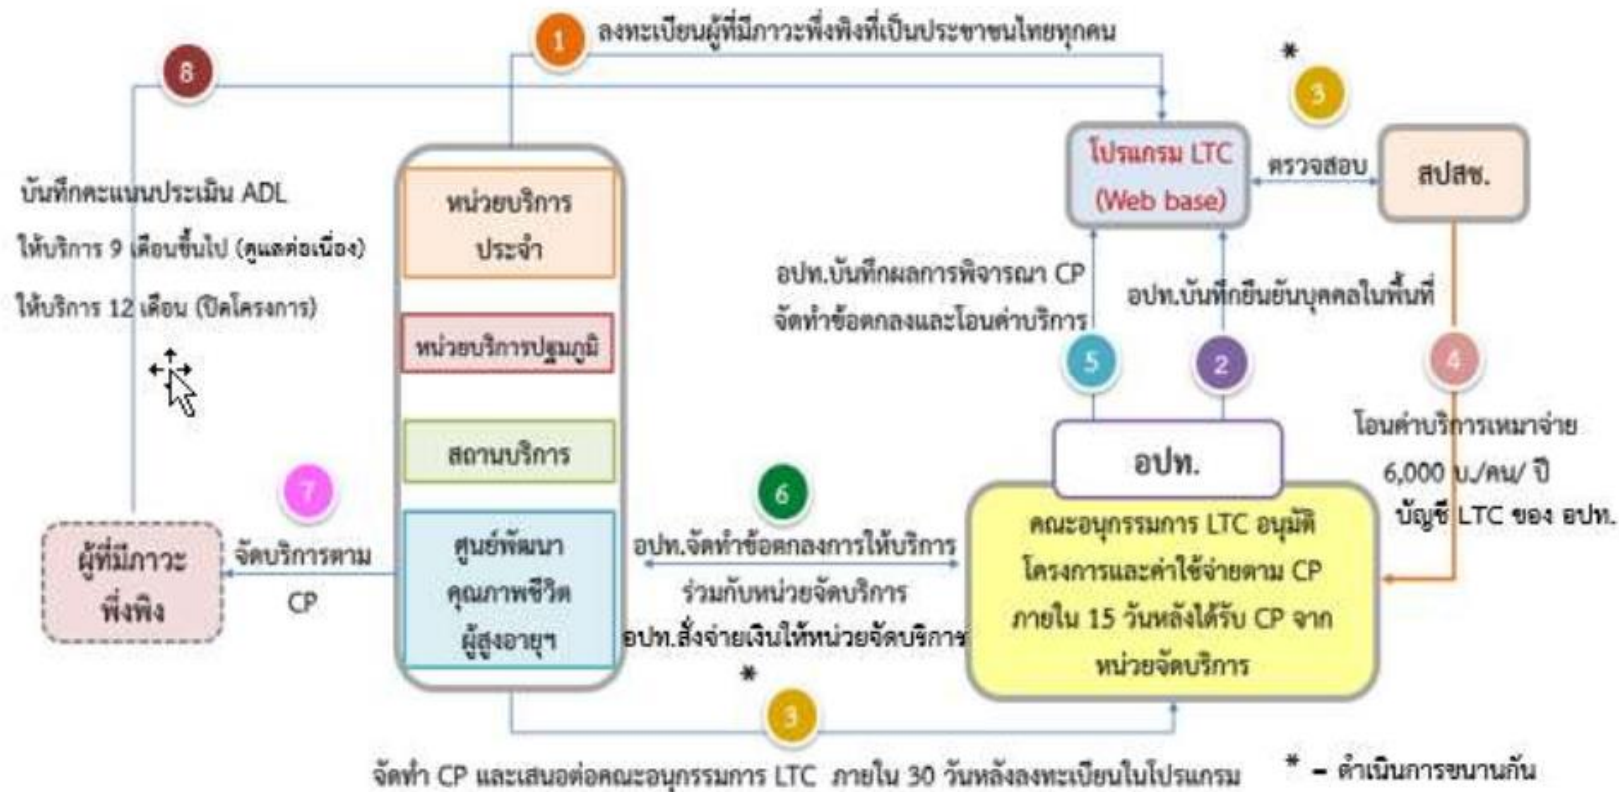 1
ลงทะเบียนผู้ที่มีภาวะพึ่งพิงที่เป็นประชาชนไทยทุกคน
8
*
3
โปรแกรม LTC
(Web base)
ตรวจสอบ
สปสช.
บันทึกคะแนนประเมิน ADL
ให้บริการ 9 เดือนขึ้นไป (ดูแลต่อเนื่อง)
ให้บริการ 12 เดือน (ปิดโครงการ)
หน่วยบริการ
ประจำ
หน่วยบริการปฐมภูมิ
สถานบริการ
ศูนย์พัฒนา
คุณภาพชีวิต
ผู้สูงอายุฯ
อปท.บันทึกผลการพิจารณา CP
จัดทำข้อตกลงและโอนค่าบริการ
อปท.บันทึกยืนยันบุคคลในพื้นที่
5
2
4
โอนค่าบริการเหมาจ่าย
6,000 บ./คน/ ปี
บัญชี LTC ของ อปท.
อปท.
คณะอนุกรรมการ LTC อนุมัติ
โครงการและค่าใช้จ่ายตาม CP
ภายใน 15 วันหลังได้รับ CP จาก
หน่วยจัดบริการ
7
จัดบริการตาม
CP
ผู้ที่มีภาวะ
พึ่งพิง
6
อปท.จัดทำข้อตกลงการให้บริการ
ร่วมกับหน่วยจัดบริการ
อปท.สั่งจ่ายเงินให้หน่วยจัดบริการ
*
3
จัดทำ CP และเสนอต่อคณะอนุกรรมการ LTC ภายใน 30 วันหลังลงทะเบียนในโปรแกรม
* - ดำเนินการขนานกัน